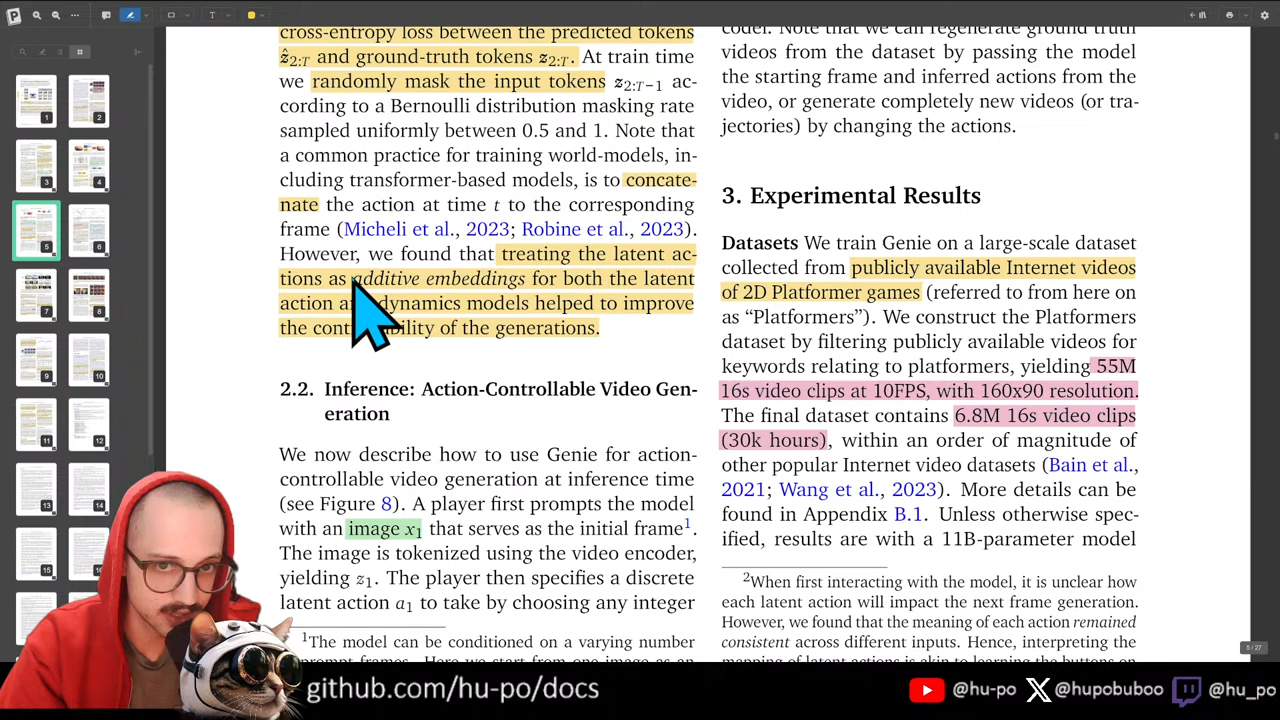 cross-entropy loss between the predicted tokens
ẑ2:T and ground-truth tokens z2:T. At train time
we randomly mask the input tokens z2:T−1 ac-
cording to a Bernoulli distribution masking rate
sampled uniformly between 0.5 and 1. Note that
a common practice for training world-models, in-
cluding transformer-based models, is to concate-
nate the action at time t to the corresponding
frame (Micheli et al., 2023; Robine et al., 2023).
However, we found that treating the latent ac-
tion as additive embeddings for both the latent
action and dynamics models helped to improve
the controllability of the generations.
2.2. Inference: Action-Controllable Video Gen-
eration
We now describe how to use Genie for action-
controllable video generation at inference time
(see Figure 8). A player first prompts the model
with an image x1 that serves as the initial frame1.
The image is tokenized using the video encoder,
yielding z1. The player then specifies a discrete
latent action a1 to take by choosing any integer
1The model can be conditioned on a varying number
coder. Note that we can regenerate ground truth
videos from the dataset by passing the model
the starting frame and inferred actions from the
video, or generate completely new videos (or tra-
jectories) by changing the actions.
3. Experimental Results
Datasets We train Genie on a large-scale dataset
collected from publicly available Internet videos
of 2D Platformer games (referred to from here on
as “Platformers”). We construct the Platformers
dataset by filtering publicly available videos for
keywords relating to platformers, yielding 55M
16s video clips at 10FPS, with 160x90 resolution.
The final dataset contains 6.8M 16s video clips
(30k hours), within an order of magnitude of
other popular Internet video datasets (Bain et al.,
2021; Wang et al., 2023). More details can be
found in Appendix B.1. Unless otherwise spec-
ified, results are with a 11B-parameter model
2When first interacting with the model, it is unclear how
each latent action will impact the next frame generation.
However, we found that the meaning of each action remained
consistent across different inputs. Hence, interpreting the
1
2
3
4
5
6
7
8
9
10
11
12
13
14
15
5 / 27
github.com/hu-po/docs
@hu-po
@hupobuboo
@hu_po